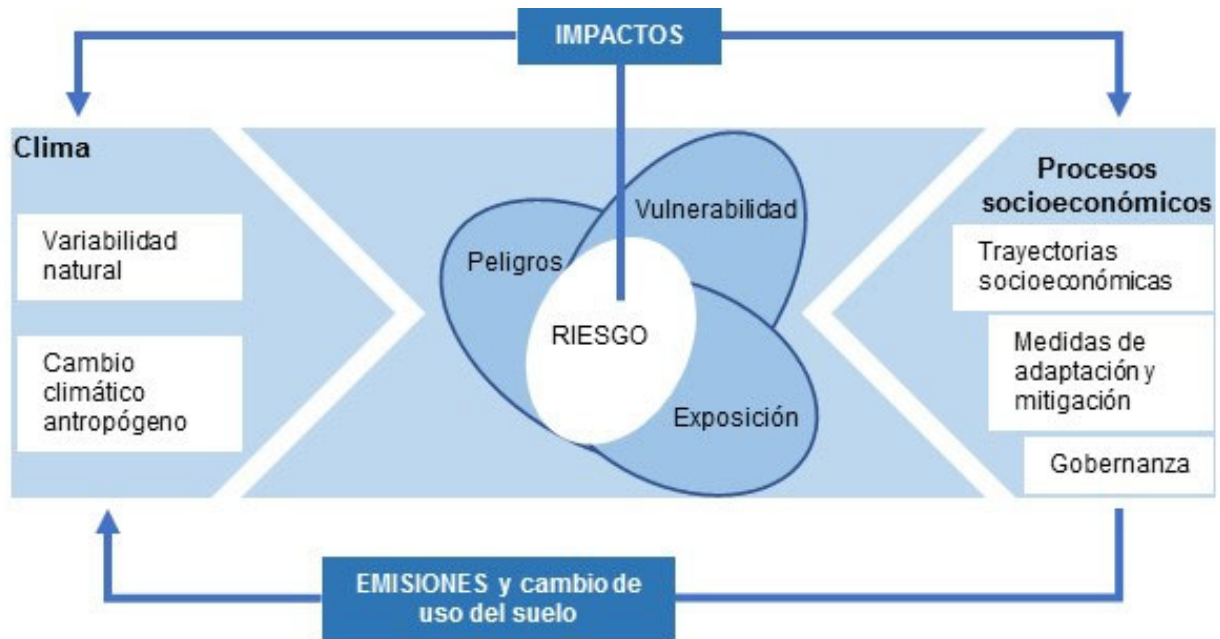 IMPACTOS
Clima
Variabilidad
natural
Cambio
climático
antropógeno
Peligros
Vulnerabilidad
RIESGO
Exposición
Procesos
socioeconómicos
Trayectorias
socioeconómicas
Medidas de
adaptación y
mitigación
Gobernanza
EMISIONES y cambio de
uso del suelo